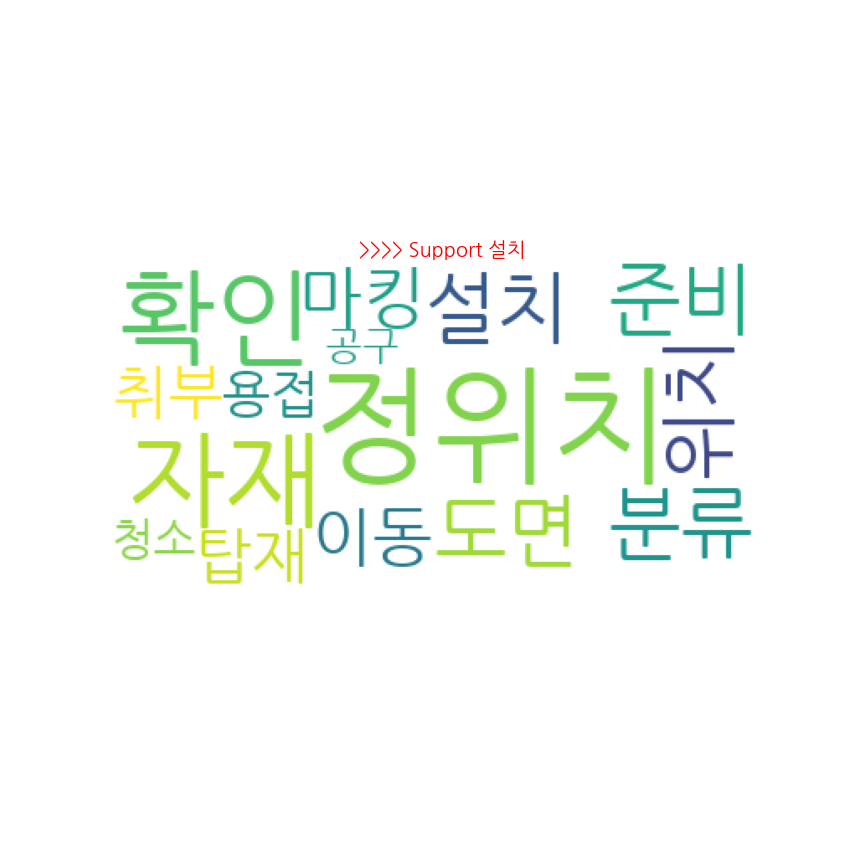 >>>> Support 설치
확인
마킹
설치
준비
공구
취부
용접
정위치
위치
자재
청소
탑재
이동
도면
분류